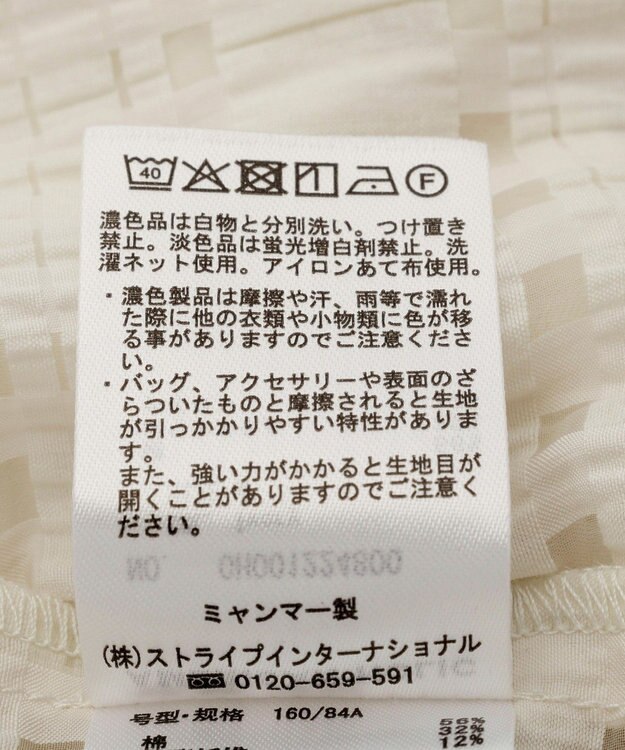 40 F
濃色品は白物と分別洗い。つけ置き
禁止。淡色品は蛍光増白剤禁止。洗
濯ネット使用。アイロンあて布使用。
・濃色製品は摩擦や汗、雨等で濡れ
た際に他の衣類や小物類に色が移
る事がありますのでご注意くださ
い。
・バッグ、アクセサリーや表面のざ
らついたものと摩擦されると生地
が引っかかりやすい特性がありま
す。
また、強い力がかかると生地目が
開くことがありますのでご注意く
ださい。
NO. 0H001224800
ミャンマー製
(株)ストライプインターナショナル
0120-659-591
号型・规格 160/84A
56%
棉 32%
12%